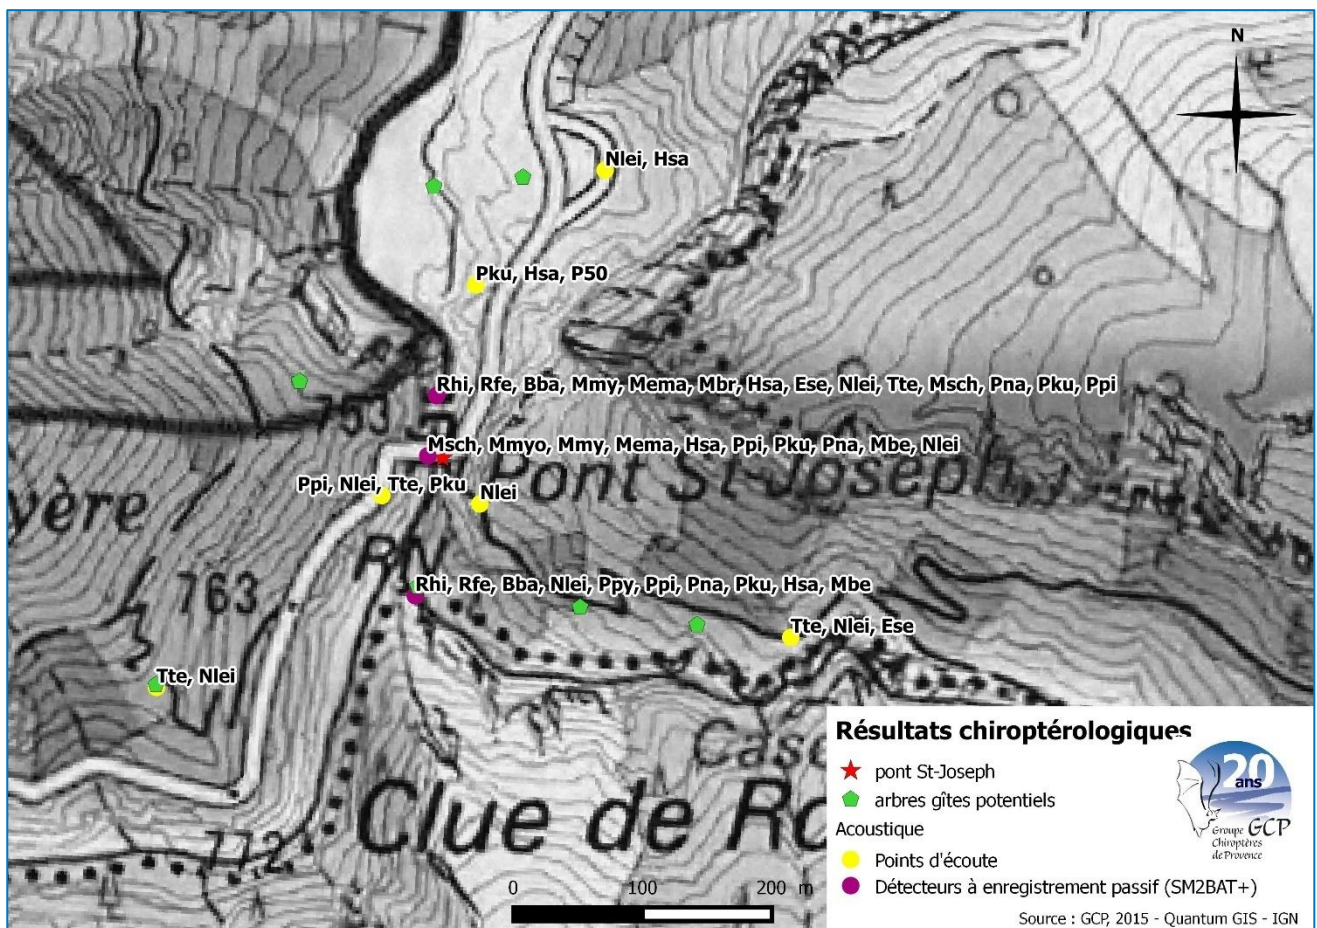 N
Nlei, Hsa
Pku, Hsa, P50
Rhi, Rfe, Bba, Mmy, Mema, Mbr, Hsa, Ese, Nlei, Tte, Msch, Pna, Pku, Ppi
753
Msch, Mmyo, Mmy, Mema, Hsa, Ppi, Pku, Pna, Mbe, Nlei
Pont St-Joseph
Ppi, Nlei, Tte, Pku
Nlei
yère
763
Rhi, Rfe, Bba, Nlei, Ppy, Ppi, Pna, Pku, Hsa, Mbe
Tte, Nlei, Ese
Tte, Nlei
Cas
Clue de Ro
772
Résultats chiroptérologiques
pont St-Joseph
arbres gîtes potentiels
Acoustique
Points d'écoute
Détecteurs à enregistrement passif (SM2BAT+)
20
ans
Groupe GCP
Chiroptères
de Provence
0 100 200 m
Source : GCP, 2015 - Quantum GIS - IGN